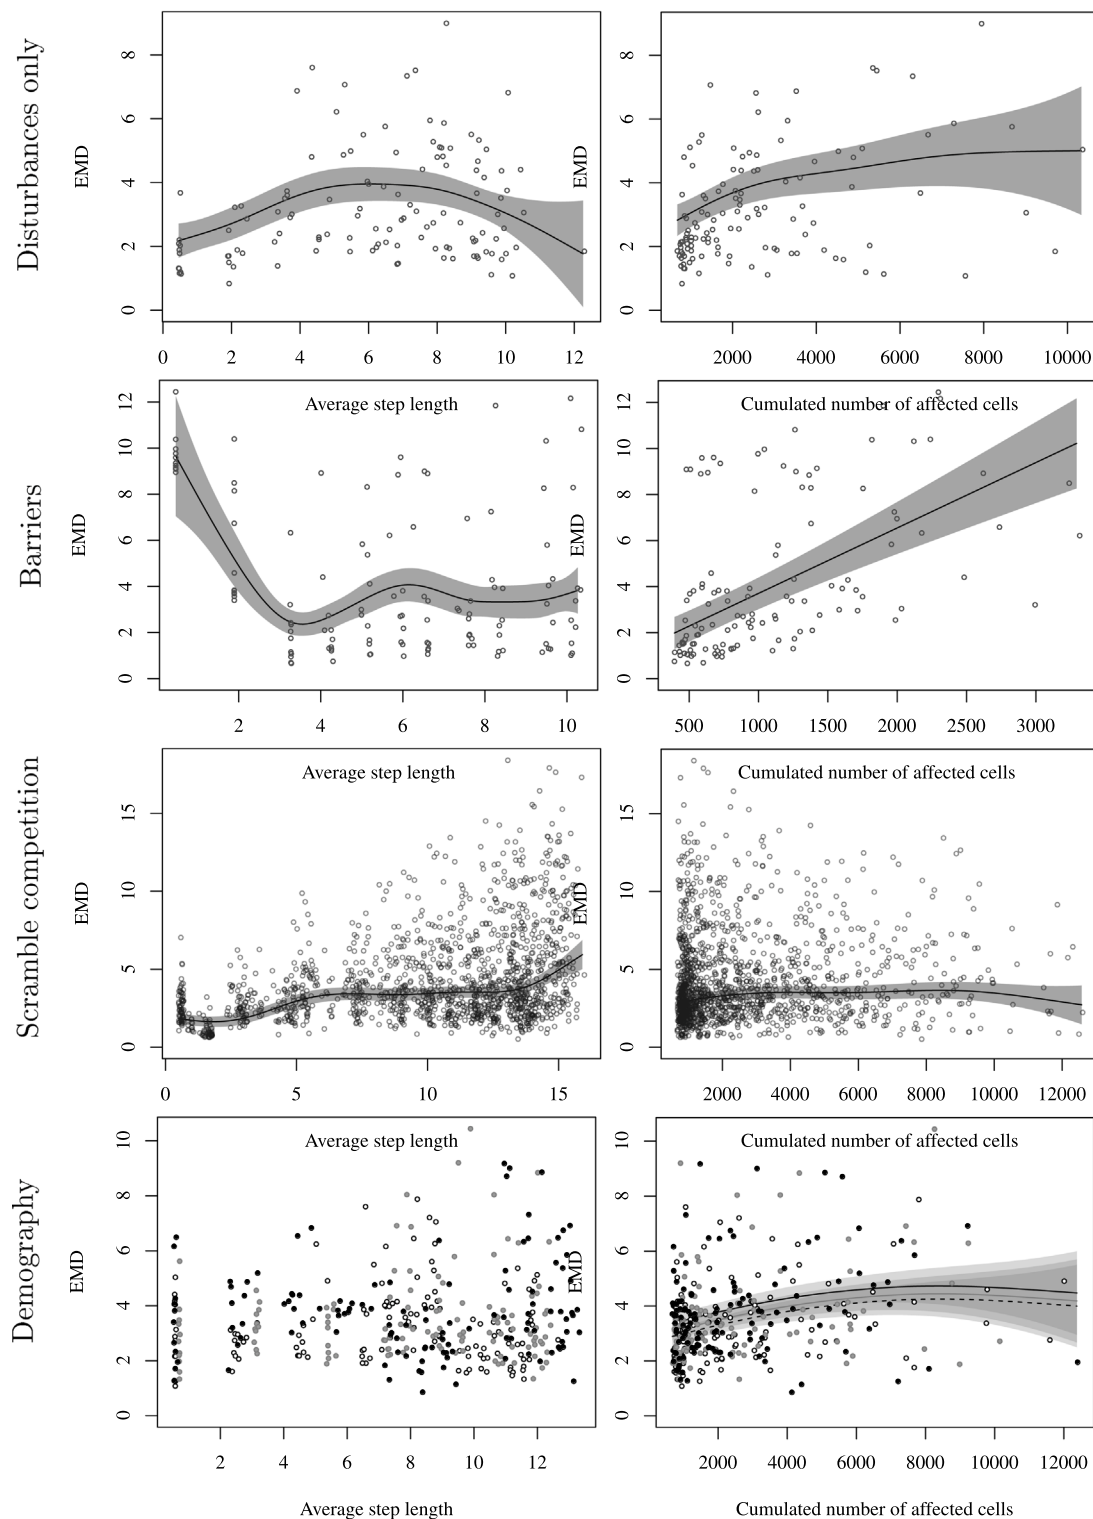 Disturbances only
EMD
8
6
4
2
0
0 2 4 6 8 10 12
Average step length
EMD
8
6
4
2
0
2000 4000 6000 8000 10000
Cumulated number of affected cells
Barriers
EMD
12
10
8
6
4
2
0
2 4 6 8 10
Average step length
EMD
12
10
8
6
4
2
0
500 1000 1500 2000 2500 3000
Cumulated number of affected cells
Scramble competition
EMD
15
10
5
0
0 5 10 15
Average step length
EMD
15
10
5
0
2000 4000 6000 8000 10000 12000
Cumulated number of affected cells
Demography
EMD
10
8
6
4
2
0
2 4 6 8 10 12
Average step length
EMD
10
8
6
4
2
0
2000 4000 6000 8000 10000 12000
Cumulated number of affected cells